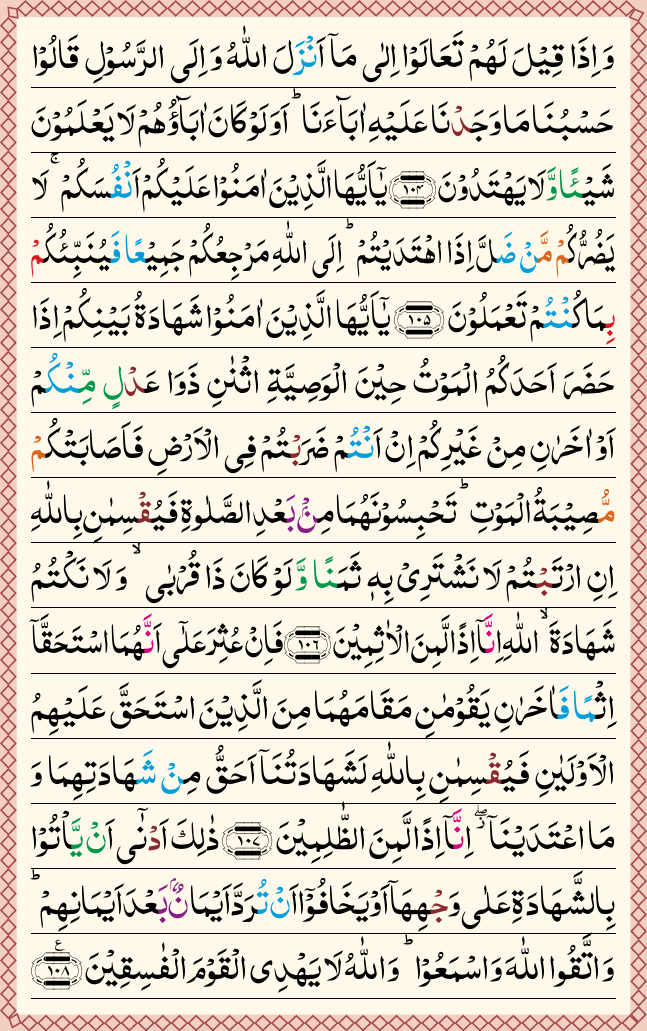 وَاِذَا قِيْلَ لَهُمْ تَعَالَوْا اِلٰى مَاۤ اَنْزَلَ اللّٰهُ وَاِلَى الرَّسُوْلِ قَالُوْا
حَسْبُنَا مَا وَجَدْنَا عَلَيْهِ اٰبَآءَنَا ؕ اَوَلَوْ كَانَ اٰبَآؤُهُمْ لَا يَعْلَمُوْنَ
شَيْـًٔا وَّلَا يَهْتَدُوْنَ ﴿۱۰۴﴾ يٰۤاَيُّهَا الَّذِيْنَ اٰمَنُوْا عَلَيْكُمْ اَنْفُسَكُمْ ۚ لَا
يَضُرُّكُمْ مَّنْ ضَلَّ اِذَا اهْتَدَيْتُمْ ؕ اِلَى اللّٰهِ مَرْجِعُكُمْ جَمِيْعًا فَيُنَبِّئُكُمْ
بِمَا كُنْتُمْ تَعْمَلُوْنَ ﴿۱۰۵﴾ يٰۤاَيُّهَا الَّذِيْنَ اٰمَنُوْا شَهَادَةُ بَيْنِكُمْ اِذَا
حَضَرَ اَحَدَكُمُ الْمَوْتُ حِيْنَ الْوَصِيَّةِ اثْنٰنِ ذَوَا عَدْلٍ مِّنْكُمْ
اَوْ اٰخَرٰنِ مِنْ غَيْرِكُمْ اِنْ اَنْتُمْ ضَرَبْتُمْ فِى الْاَرْضِ فَاَصَابَتْكُمْ
مُّصِيْبَةُ الْمَوْتِ ؕ تَحْبِسُوْنَهُمَا مِنْۢ بَعْدِ الصَّلٰوةِ فَيُقْسِمٰنِ بِاللّٰهِ
اِنِ ارْتَبْتُمْ لَا نَشْتَرِىْ بِهٖ ثَمَنًا وَّلَوْ كَانَ ذَا قُرْبٰى ۙ وَلَا نَكْتُمُ
شَهَادَةَ ۙ اللّٰهِ اِنَّاۤ اِذًا لَّمِنَ الْاٰثِمِيْنَ ﴿۱۰۶﴾ فَاِنْ عُثِرَ عَلٰٓى اَنَّهُمَا اسْتَحَقَّاۤ
اِثْمًا فَاٰخَرٰنِ يَقُوْمٰنِ مَقَامَهُمَا مِنَ الَّذِيْنَ اسْتَحَقَّ عَلَيْهِمُ
الْاَوْلَيٰنِ فَيُقْسِمٰنِ بِاللّٰهِ لَشَهَادَتُنَاۤ اَحَقُّ مِنْ شَهَادَتِهِمَا وَ
مَا اعْتَدَيْنَاۤ ۖ اِنَّاۤ اِذًا لَّمِنَ الظّٰلِمِيْنَ ﴿۱۰۷﴾ ذٰلِكَ اَدْنٰٓى اَنْ يَّاْتُوْا
بِالشَّهَادَةِ عَلٰى وَجْهِهَاۤ اَوْ يَخَافُوْۤا اَنْ تُرَدَّ اَيْمَانٌۢ بَعْدَ اَيْمَانِهِمْ ؕ
وَاتَّقُوا اللّٰهَ وَاسْمَعُوْا ؕ وَاللّٰهُ لَا يَهْدِى الْقَوْمَ الْفٰسِقِيْنَ ﴿۱۰۸﴾ ع